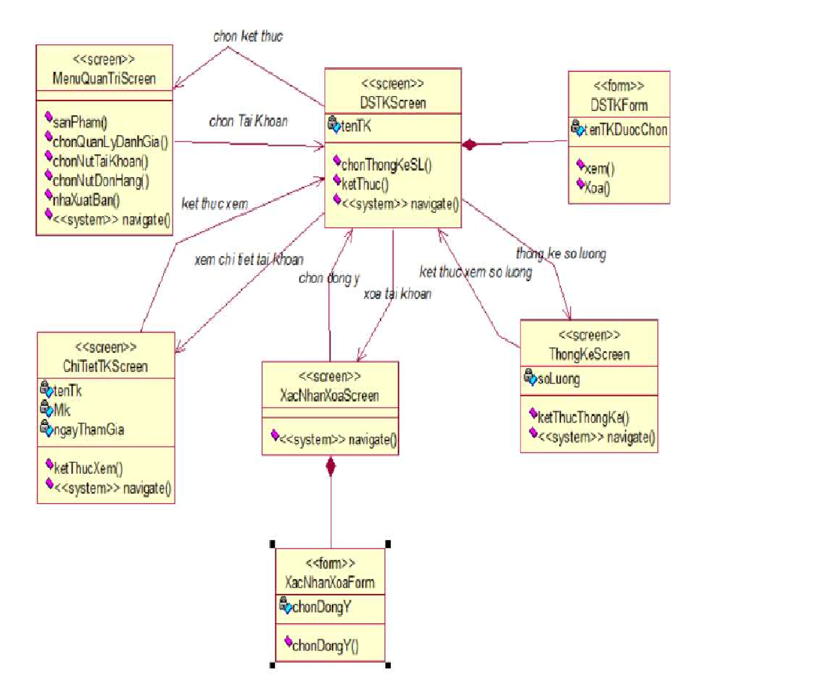 chon ket thuc
<<screen>>
MenuQuanTriScreen
sanPham()
chonQuanLyDanhGia()
chonNutTaiKhoan()
chonNutDonHang()
nhaXuatBan()
<<system>> navigate()
chon Tai Khoan
<<screen>>
DSTKScreen
tenTK
chonThongKeSL()
ketThuc()
<<system>> navigate()
<<form>>
DSTKForm
tenTKDuocChon
xem()
Xoa()
ket thuc xem
xem chi tiet tai khoan
chon dong y
xoa tai khoan
ket thuc xem so luong
thong ke so luong
<<screen>>
ChiTietTKScreen
tenTk
Mk
ngayThamGia
ketThucXem()
<<system>> navigate()
<<screen>>
XacNhanXoaScreen
<<system>> navigate()
<<screen>>
ThongKeScreen
soLuong
ketThucThongKe()
<<system>> navigate()
<<form>>
XacNhanXoaForm
chonDongY
chonDongY()